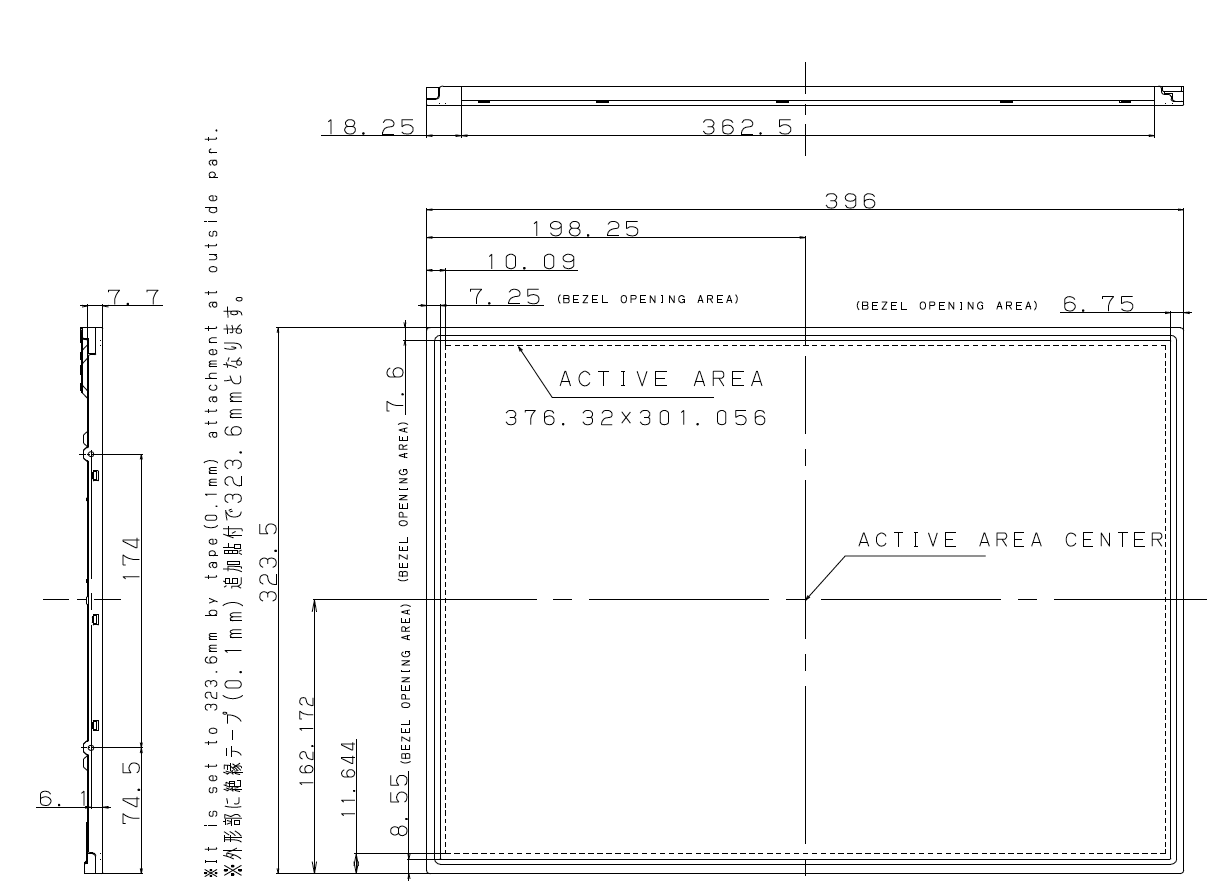 18.25
362.5
396
198.25
10.09
7.25 (BEZEL OPENING AREA)
(BEZEL OPENING AREA) 6.75
7.7
ACTIVE AREA
376.32×301.056
7.6
(BEZEL OPENING AREA)
ACTIVE AREA CENTER
174
323.5
※It is set to 323.6mm by tape(0.1mm) attachment at outside part.
※外形部に絶縁テープ(0.1mm)追加貼付で323.6mmとなります。
162.172
11.644
8.55 (BEZEL OPENING AREA)
6.1
74.5